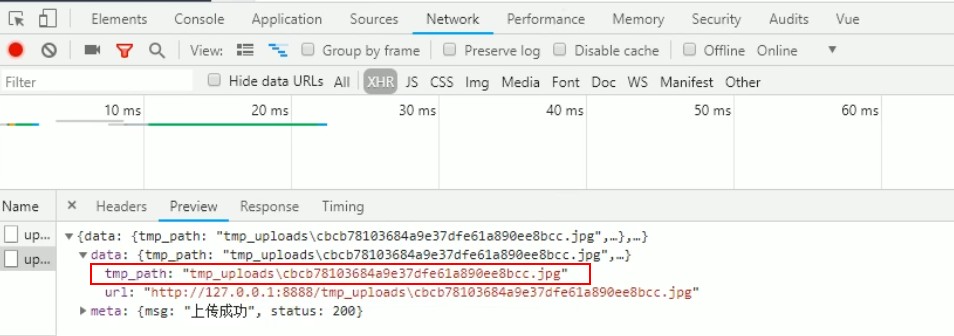 Elements Console Application Sources Network Performance Memory Security Audits Vue
View: Group by frame Preserve log Disable cache Offline Online
Filter Hide data URLs All XHR JS CSS Img Media Font Doc WS Manifest Other
10 ms 20 ms 30 ms 40 ms 50 ms 60 ms
Name × Headers Preview Response Timing
up... {data: {tmp_path: "tmp_uploads\cbcb78103684a9e37dfe61a890ee8bcc.jpg",…},…}
up... data: {tmp_path: "tmp_uploads\cbcb78103684a9e37dfe61a890ee8bcc.jpg",…}
tmp_path: "tmp_uploads\cbcb78103684a9e37dfe61a890ee8bcc.jpg"
url: "http://127.0.0.1:8888/tmp_uploads\cbcb78103684a9e37dfe61a890ee8bcc.jpg"
meta: {msg: "上传成功", status: 200}